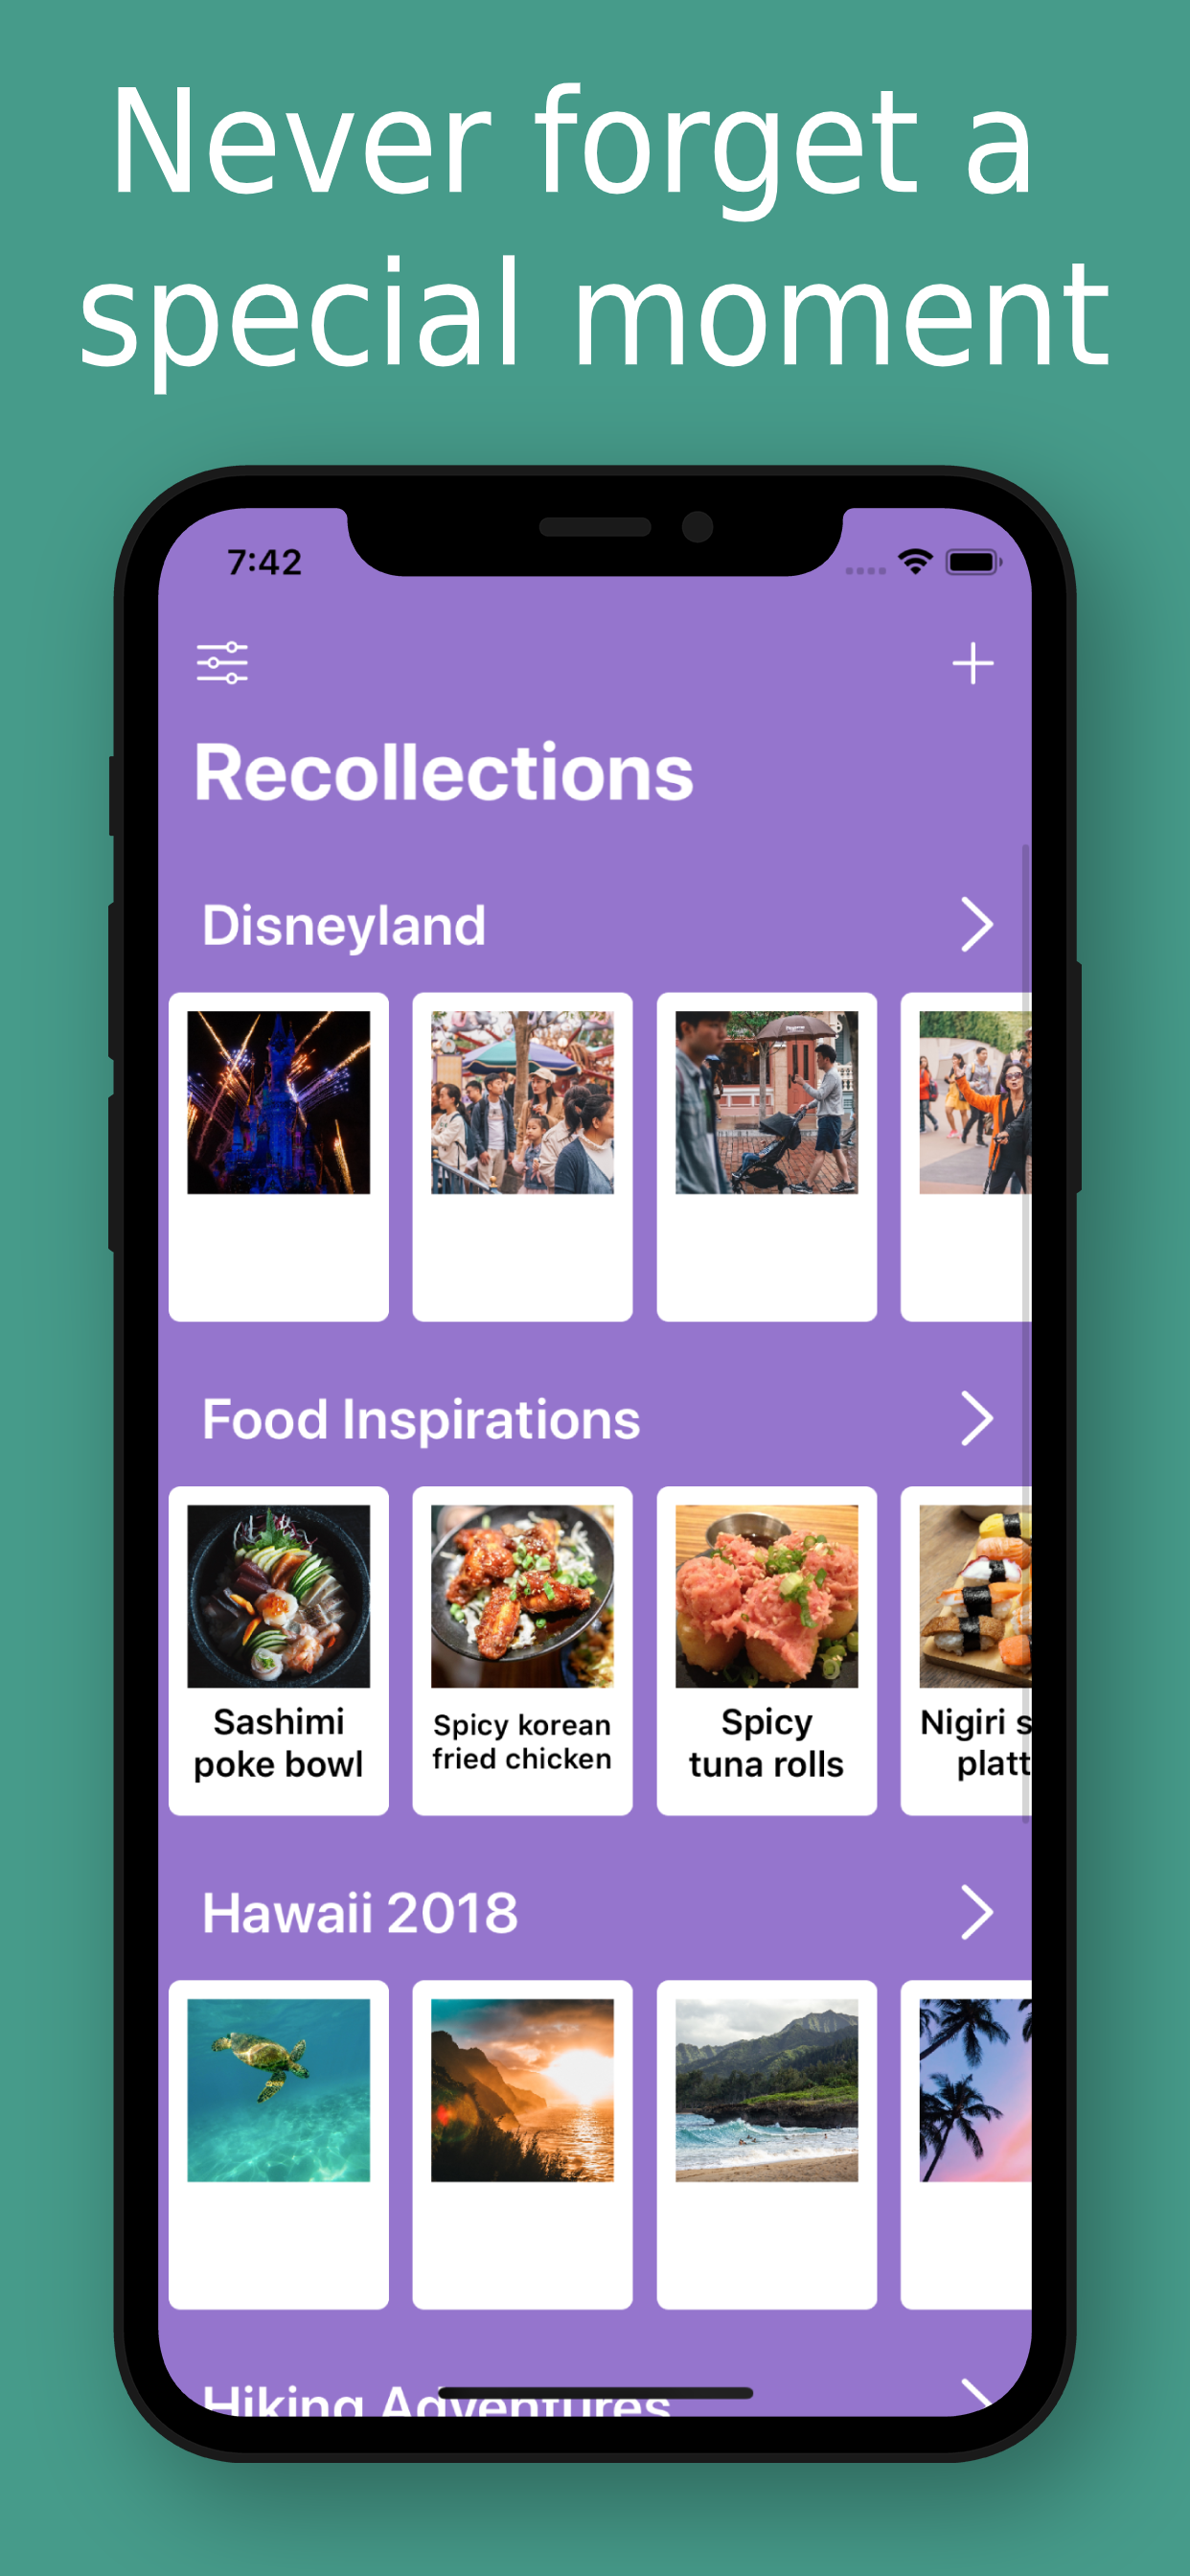 Never forget a
special moment
7:42
Recollections
Disneyland
Food Inspirations
Sashimi
poke bowl
Spicy korean
fried chicken
Spicy
tuna rolls
Nigiri s
platt
Hawaii 2018
Hiking Adventures